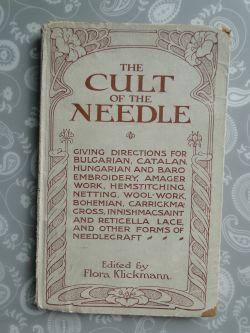 THE
CULT
OF THE
NEEDLE
GIVING DIRECTIONS FOR
BULGARIAN, CATALAN
HUNGARIAN AND BARO
EMBROIDERY, AMAGER
WORK, HEMSTITCHING,
NETTING, WOOL-WORK,
BOHEMIAN, CARRICKMA-
CROSS, INNISHMACSAINT
AND RETICELLA LACE,
AND OTHER FORMS OF
NEEDLECRAFT
Edited by
Flora Klickmann.